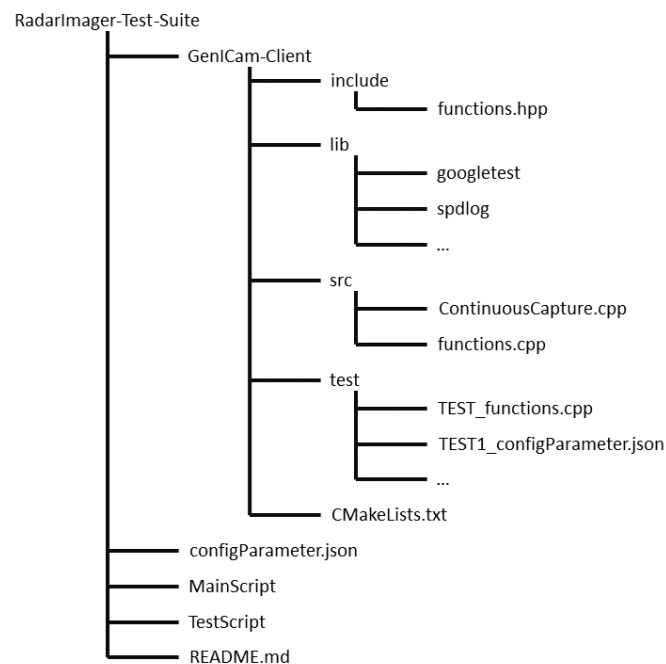 RadarImager-Test-Suite
GenICam-Client
include
functions.hpp
lib
googletest
spdlog
...
src
ContinuousCapture.cpp
functions.cpp
test
TEST_functions.cpp
TEST1_configParameter.json
...
CMakeLists.txt
configParameter.json
MainScript
TestScript
README.md